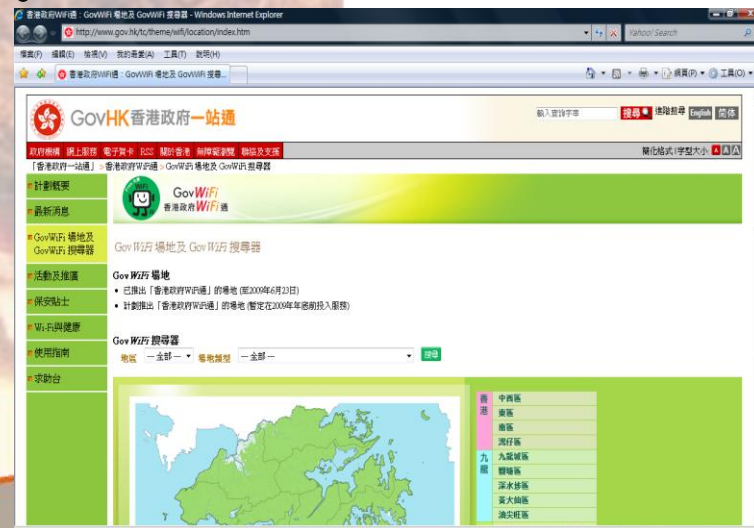 香港政府WiFi通 : GovWiFi 場地及 GovWiFi 搜尋器 - Windows Internet Explorer
http://www.gov.hk/tc/theme/wifi/location/index.htm
Yahoo! Search
檔案(F) 編輯(E) 檢視(V) 我的最愛(A) 工具(T) 說明(H)
香港政府WiFi通 : GovWiFi 場地及 GovWiFi 搜尋...
網頁(P) 工具(O)
GovHK香港政府一站通
輸入查詢字串 搜尋 進階搜尋 English 简体
政府機構 網上服務 電子賀卡 RSS 關於香港 無障礙瀏覽 聯絡及支援
簡化格式 | 字型大小 A A A
「香港政府一站通」 > 香港政府WiFi通 > GovWiFi 場地及 GovWiFi 搜尋器
計劃概要
最新消息
GovWiFi 場地及
GovWiFi 搜尋器
活動及推廣
保安貼士
Wi-Fi與健康
使用指南
求助台
WiFi
GovWiFi
香港政府WiFi通
GovWiFi 場地及 GovWiFi 搜尋器
GovWiFi 場地
已推出「香港政府WiFi通」的場地 (至2009年6月23日)
計劃推出「香港政府WiFi通」的場地 (暫定在2009年年底前投入服務)
GovWiFi 搜尋器
地區 -- 全部 -- 場地類型 -- 全部 -- 搜尋
香港
中西區
東區
南區
灣仔區
九龍
九龍城區
觀塘區
深水埗區
黃大仙區
油尖旺區